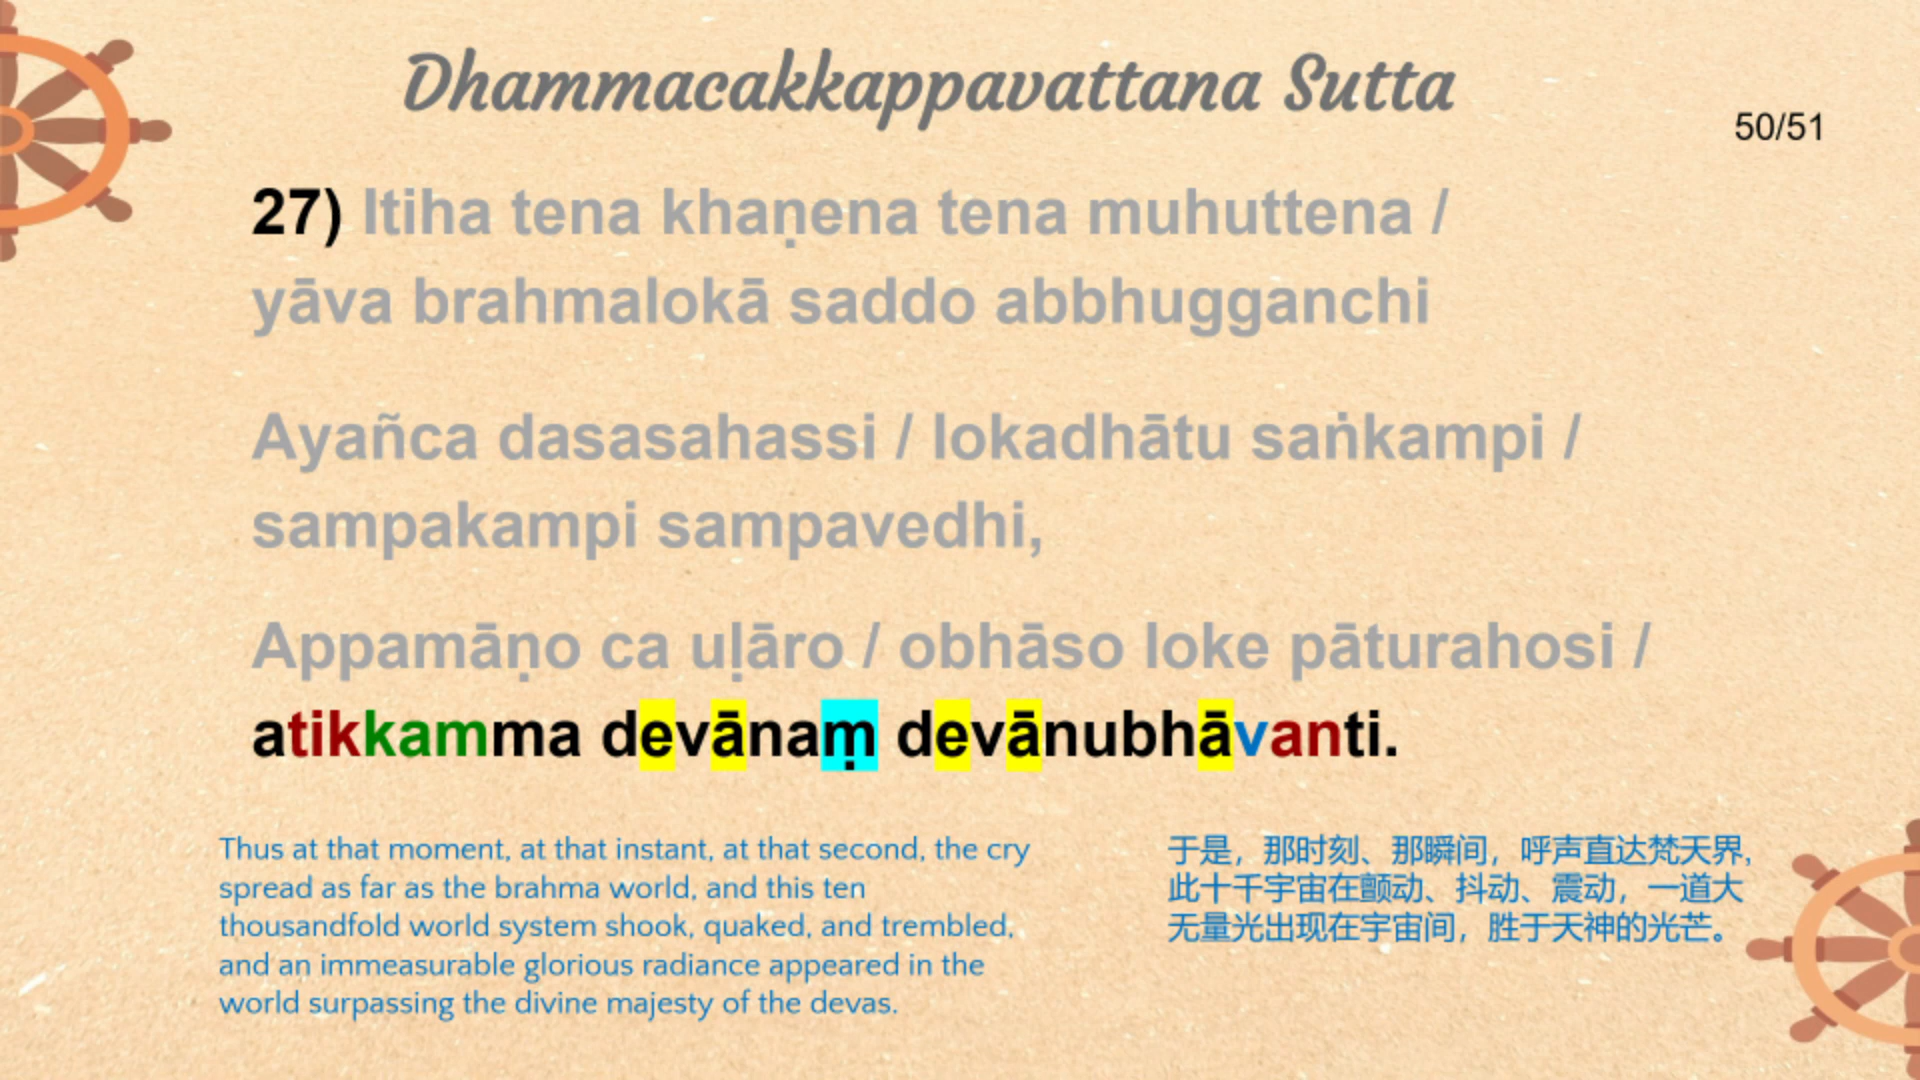 Dhammacakkappavattana Sutta
50/51
27) Itiha tena khaṇena tena muhuttena /
yāva brahmalokā saddo abbhugganchi
Ayañca dasasahassi / lokadhātu saṅkampi /
sampakampi sampavedhi,
Appamāṇo ca uḷāro / obhāso loke pāturahosi /
atikkamma devānaṃ devānubhāvanti.
Thus at that moment, at that instant, at that second, the cry
spread as far as the brahma world, and this ten
thousandfold world system shook, quaked, and trembled,
and an immeasurable glorious radiance appeared in the
world surpassing the divine majesty of the devas.
于是，那时刻、那瞬间，呼声直达梵天界,
此十千宇宙在颤动、抖动、震动，一道大
无量光出现在宇宙间，胜于天神的光芒。